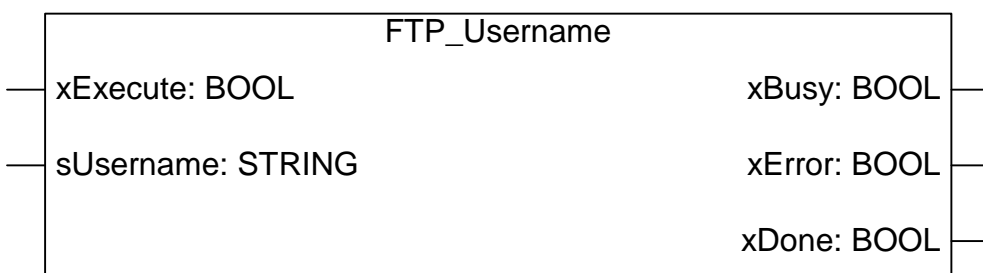 FTP_Username
xExecute: BOOL xBusy: BOOL
sUsername: STRING xError: BOOL
xDone: BOOL